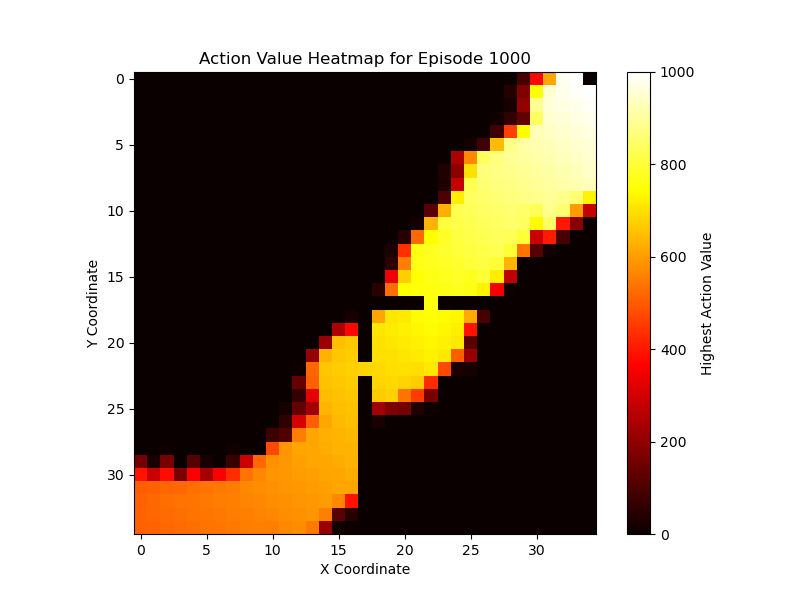 Action Value Heatmap for Episode 1000
0
5
10
15
20
25
30
Y Coordinate
0 5 10 15 20 25 30
X Coordinate
1000
800
600
400
200
0
Highest Action Value